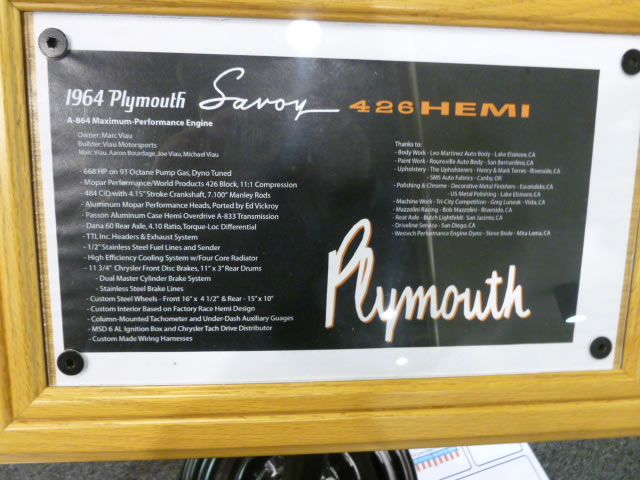 1964 Plymouth Savoy 426 HEMI
A-864 Maximum-Performance Engine
Owner: Marc Viau
Builder: Viau Motorsports
Marc Viau, Aaron Bourdage, Joe Viau, Michael Viau
- 668 HP on 91 Octane Pump Gas, Dyno Tuned
- Mopar Performance/World Products 426 Block, 11:1 Compression
- 484 CID with 4.15" Stroke Crankshaft, 7.100" Manley Rods
- Aluminum Mopar Performance Heads, Ported by Ed Vickroy
- Passon Aluminum Case Hemi Overdrive A-833 Transmission
- Dana 60 Rear Axle, 4.10 Ratio, Torque-Loc Differential
- TTI, Inc. Headers & Exhaust System
- 1/2" Stainless Steel Fuel Lines and Sender
- High Efficiency Cooling System w/Four Core Radiator
- 11 3/4" Chrysler Front Disc Brakes, 11" x 3" Rear Drums
- Dual Master Cylinder Brake System
- Stainless Steel Brake Lines
- Custom Steel Wheels - Front 16" x 4 1/2" & Rear - 15" x 10"
- Custom Interior Based on Factory Race Hemi Design
- Column-Mounted Tachometer and Under-Dash Auxiliary Guages
- MSD 6 AL Ignition Box and Chrysler Tach Drive Distributor
- Custom Made Wiring Harnesses
Thanks to:
- Body Work - Leo Martinez Auto Body - Lake Elsinore, CA
- Paint Work - Rouroville Auto Body - San Bernardino, CA
- Upholstery - The Upholsterers - Henry & Mark Torres - Riverside, CA
- SMS Auto Fabrics - Canby, OR
- Polishing & Chrome - Decorative Metal Finishers - Escondido, CA
- US Metal Polishing - Lake Elsinore, CA
- Machine Work - Tri-City Competition - Greg Luneak - Vista, CA
- Mazzolini Racing - Bob Mazzolini - Riverside, CA
- Rear Axle - Butch Lightfeldt - San Jacinto, CA
- Driveline Service - San Diego, CA
- Westech Performance Engine Dyno - Steve Brule - Mira Loma, CA
Plymouth